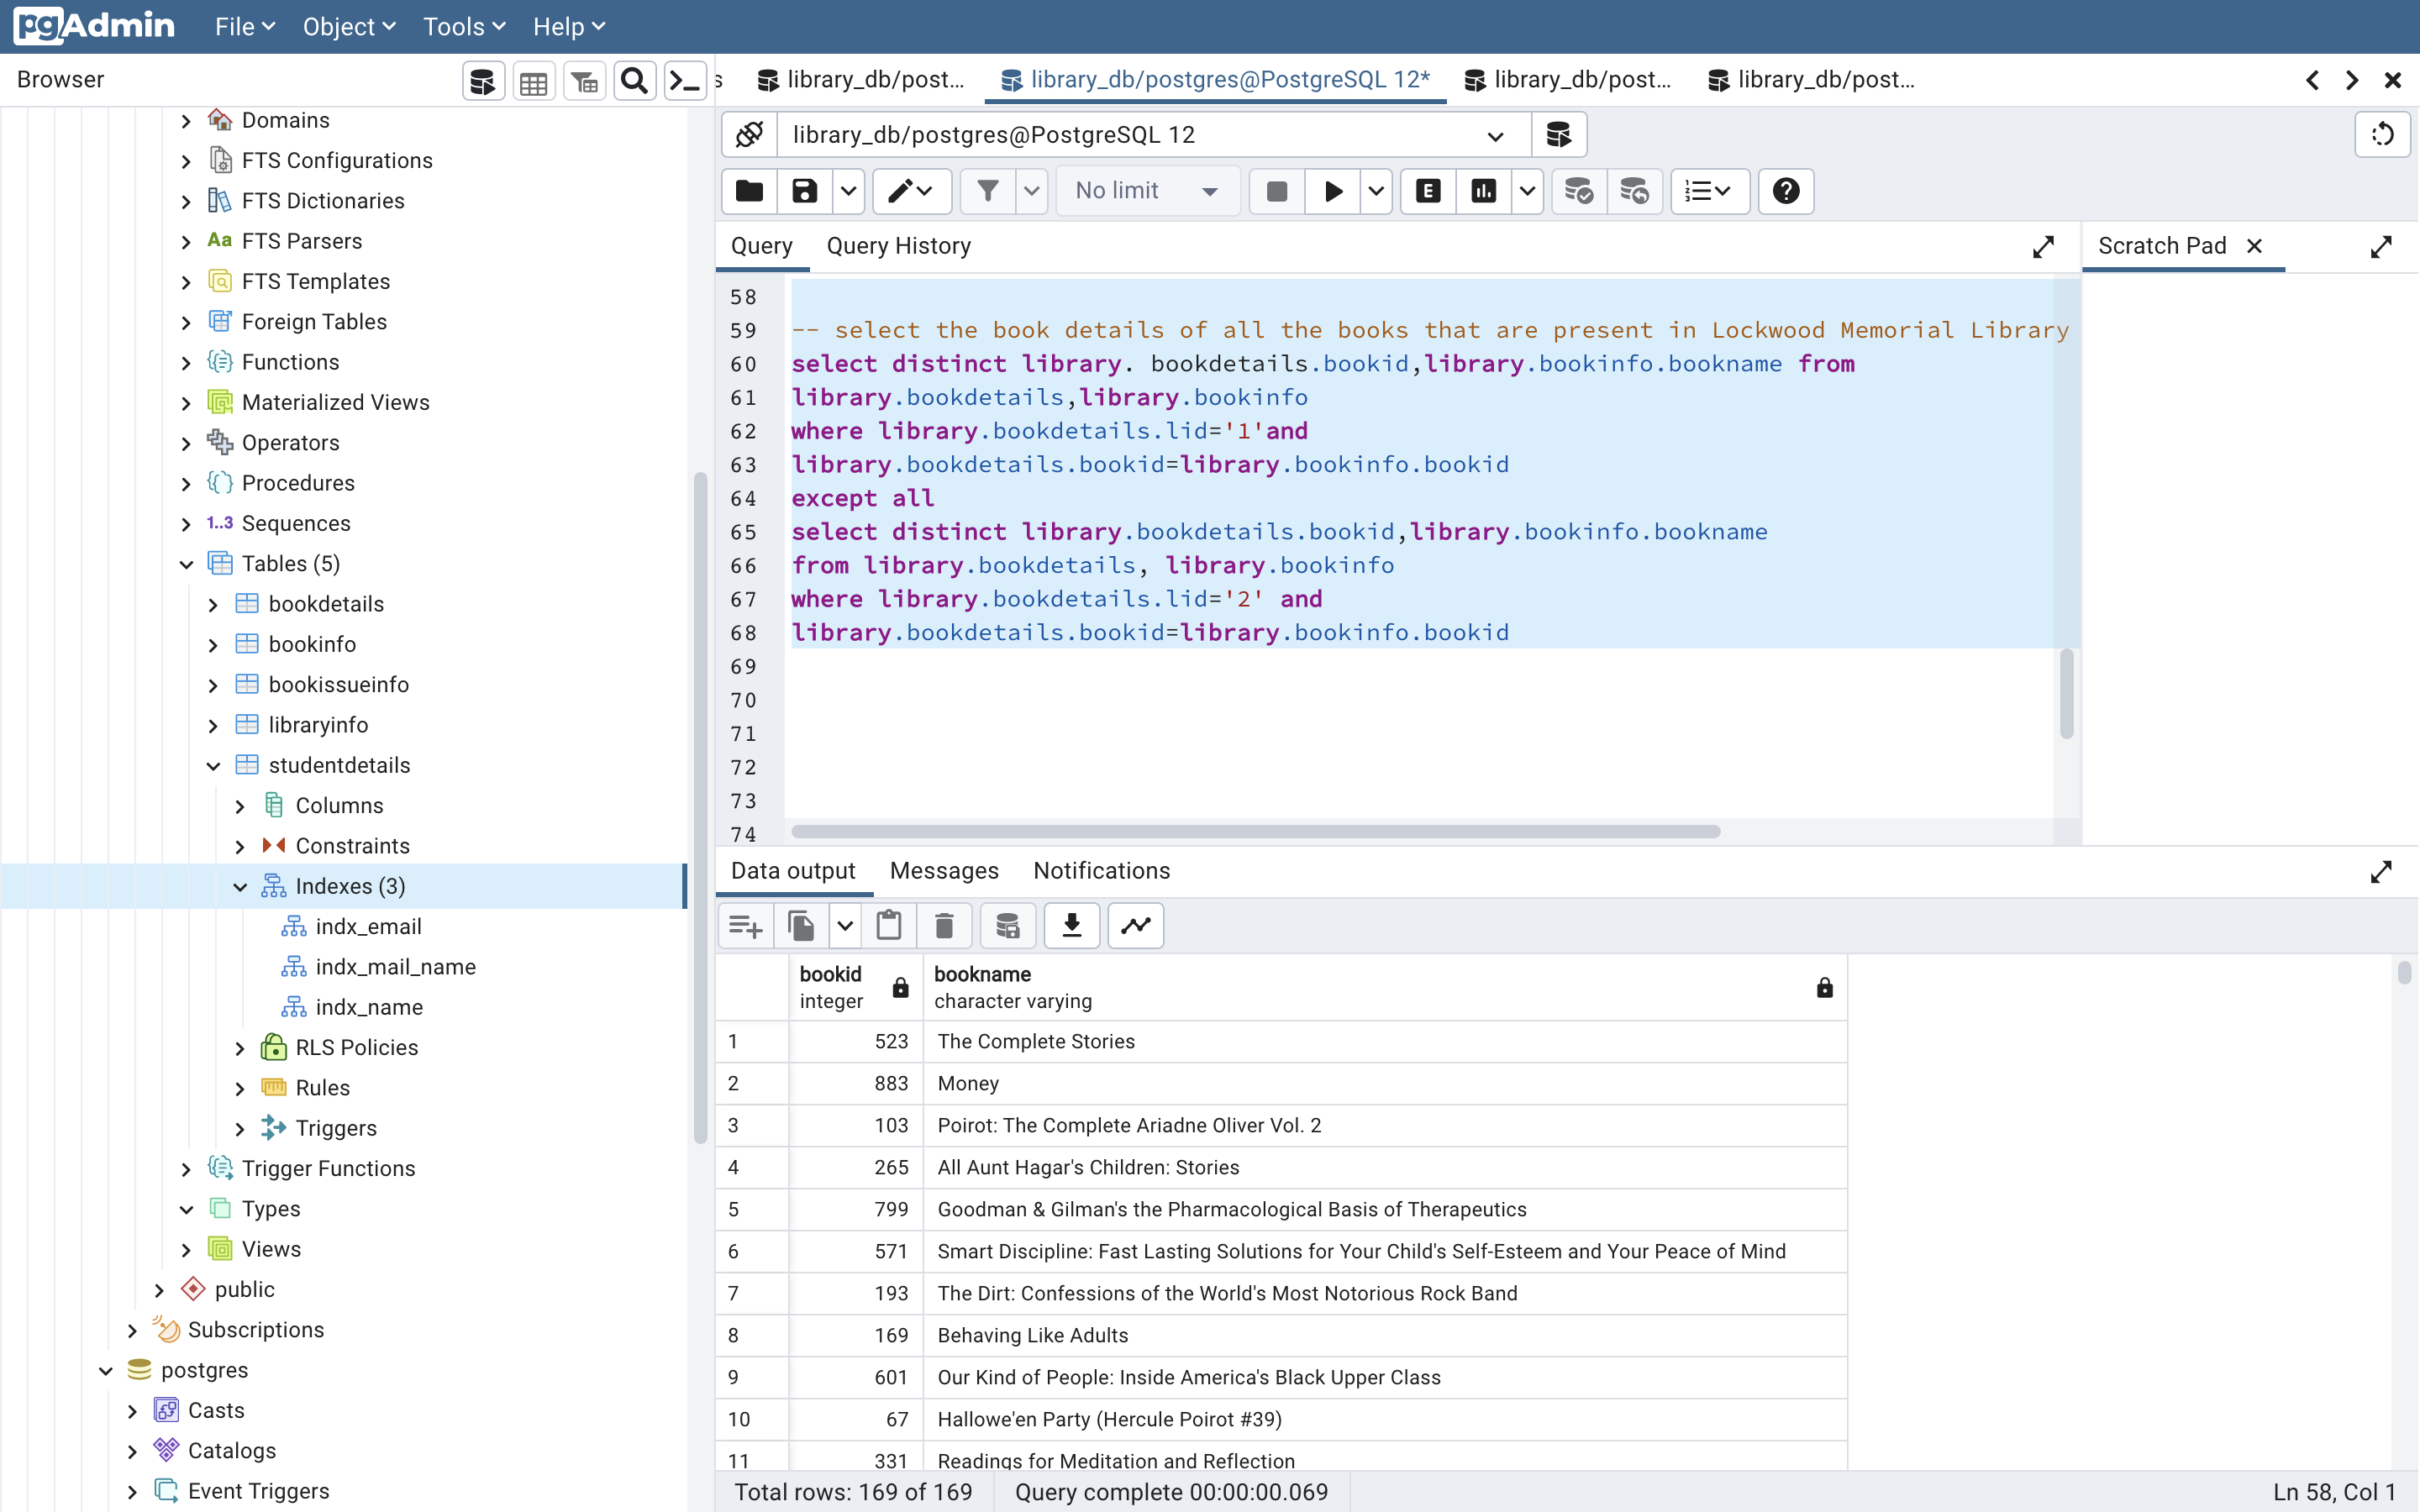 pgAdmin File Object Tools Help
Browser
s library_db/post... library_db/postgres@PostgreSQL 12* library_db/post... library_db/post...
library_db/postgres@PostgreSQL 12
No limit E
Query Query History Scratch Pad
Domains
FTS Configurations
FTS Dictionaries
Aa FTS Parsers
FTS Templates
Foreign Tables
Functions
Materialized Views
Operators
Procedures
1..3 Sequences
Tables (5)
bookdetails
bookinfo
bookissueinfo
libraryinfo
studentdetails
Columns
Constraints
Indexes (3)
indx_email
indx_mail_name
indx_name
RLS Policies
Rules
Triggers
Trigger Functions
Types
Views
public
Subscriptions
postgres
Casts
Catalogs
Event Triggers
58
59 -- select the book details of all the books that are present in Lockwood Memorial Library
60 select distinct library. bookdetails.bookid,library.bookinfo.bookname from
61 library.bookdetails,library.bookinfo
62 where library.bookdetails.lid='1'and
63 library.bookdetails.bookid=library.bookinfo.bookid
64 except all
65 select distinct library.bookdetails.bookid,library.bookinfo.bookname
66 from library.bookdetails, library.bookinfo
67 where library.bookdetails.lid='2' and
68 library.bookdetails.bookid=library.bookinfo.bookid
69
70
71
72
73
74
Data output Messages Notifications
bookid bookname
integer character varying
1 523 The Complete Stories
2 883 Money
3 103 Poirot: The Complete Ariadne Oliver Vol. 2
4 265 All Aunt Hagar's Children: Stories
5 799 Goodman & Gilman's the Pharmacological Basis of Therapeutics
6 571 Smart Discipline: Fast Lasting Solutions for Your Child's Self-Esteem and Your Peace of Mind
7 193 The Dirt: Confessions of the World's Most Notorious Rock Band
8 169 Behaving Like Adults
9 601 Our Kind of People: Inside America's Black Upper Class
10 67 Hallowe'en Party (Hercule Poirot #39)
11 331 Readings for Meditation and Reflection
Total rows: 169 of 169 Query complete 00:00:00.069 Ln 58, Col 1